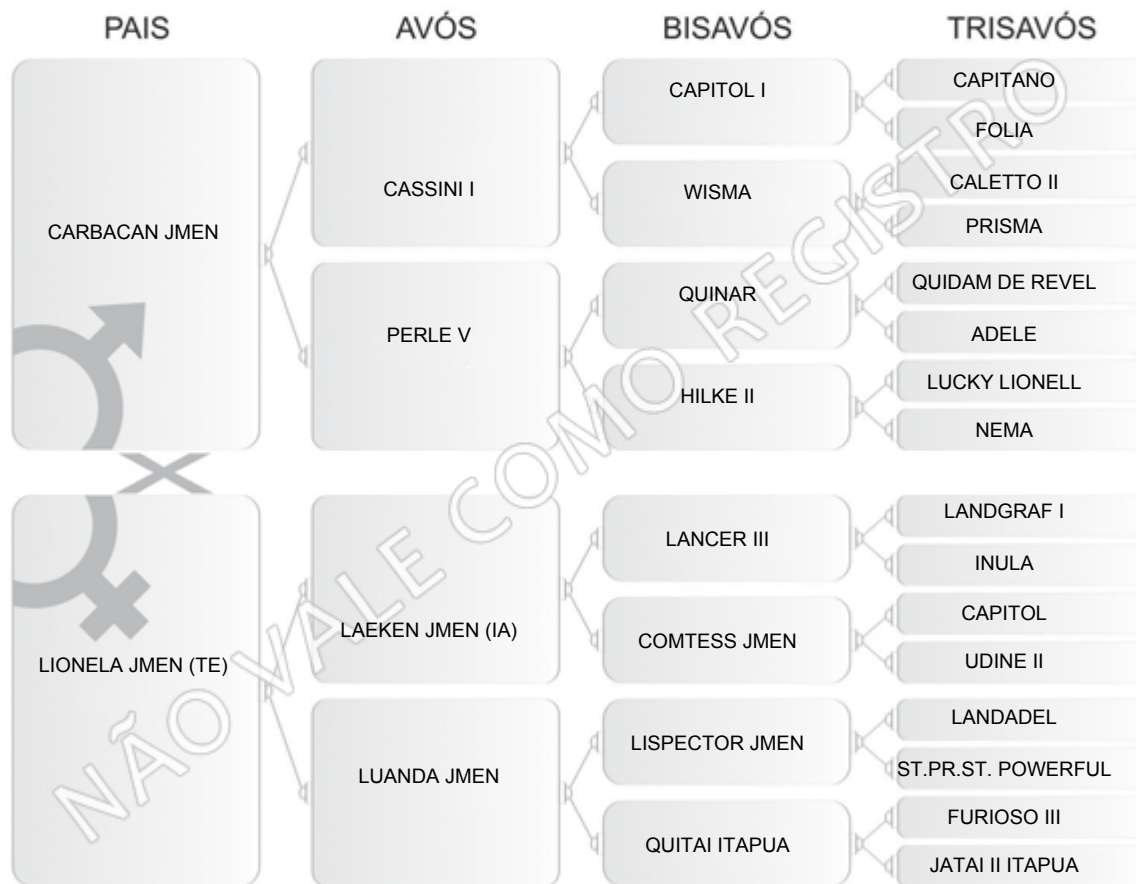 PAIS
AVÓS
BISAVÓS
TRISAVÓS
CARBACAN JMEN
CASSINI I
PERLE V
CAPITOL I
WISMA
QUINAR
HILKE II
CAPITANO
FOLIA
CALETTO II
PRISMA
QUIDAM DE REVEL
ADELE
LUCKY LIONELL
NEMA
LIONELA JMEN (TE)
LAEKEN JMEN (IA)
LUANDA JMEN
LANCER III
COMTESS JMEN
LISPECTOR JMEN
QUITAI ITAPUA
LANDGRAF I
INULA
CAPITOL
UDINE II
LANDADEL
ST.PR.ST. POWERFUL
FURIOSO III
JATAI II ITAPUA
NÃO VALE COMO REGISTRO